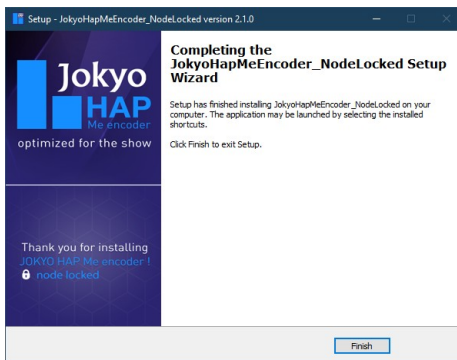 Setup - JokyoHapMeEncoder_NodeLocked version 2.1.0
Jokyo
HAP
Me encoder
optimized for the show
Thank you for installing
JOKYO HAP Me encoder !
node locked
Completing the
JokyoHapMeEncoder_NodeLocked Setup
Wizard
Setup has finished installing JokyoHapMeEncoder_NodeLocked on your
computer. The application may be launched by selecting the installed
shortcuts.
Click Finish to exit Setup.
Finish